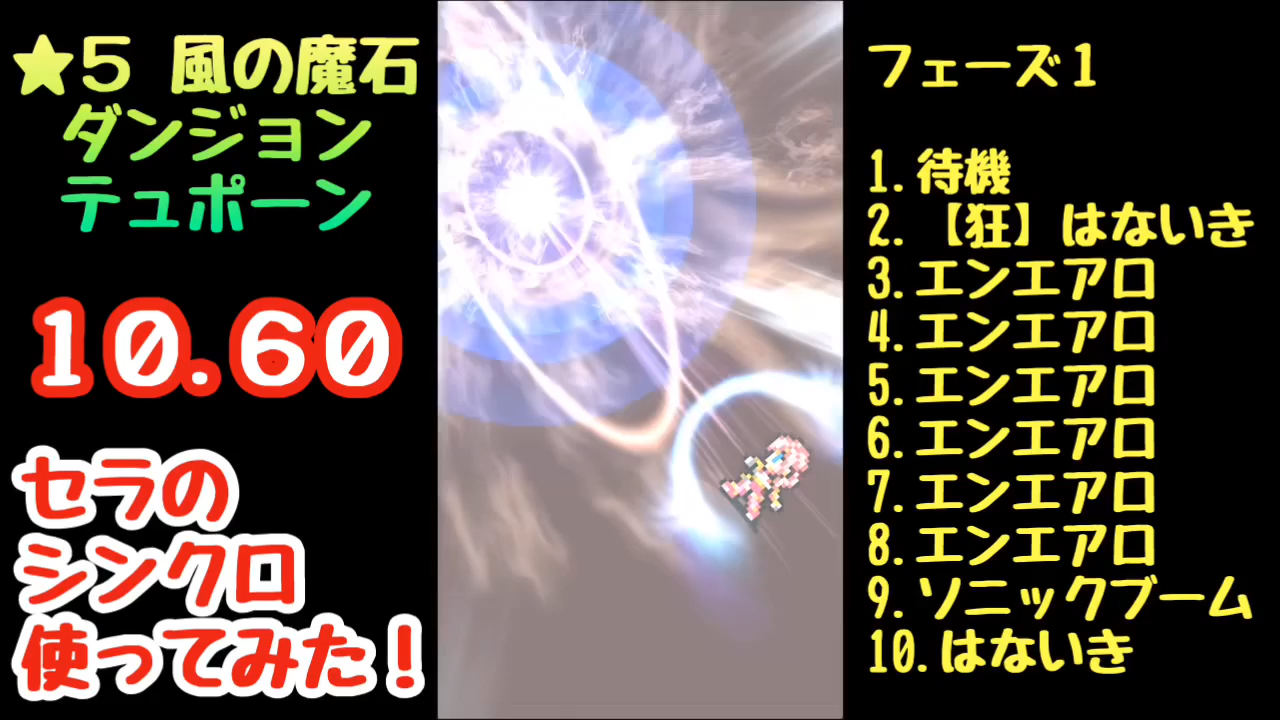 ★5 風の魔石
ダンジョン
テュポーン
10.60
セラの
シンクロ
使ってみた！
フェーズ1
1.待機
2.【狂】はないき
3.エンエアロ
4.エンエアロ
5.エンエアロ
6.エンエアロ
7.エンエアロ
8.エンエアロ
9.ソニックブーム
10.はないき